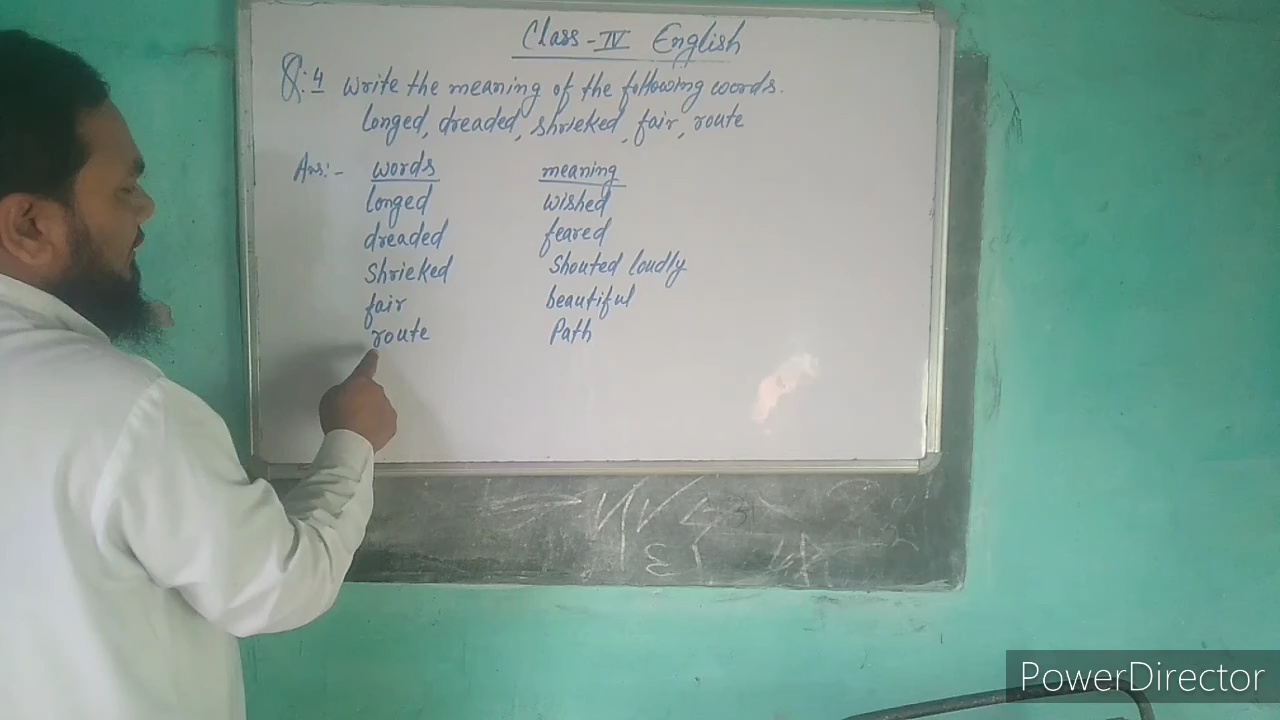 Class - IV English
Q:4 Write the meaning of the following words.
longed, dreaded, shrieked, fair, route
Ans:- words meaning
longed wished
dreaded feared
Shrieked Shouted loudly
fair beautiful
route Path
PowerDirector